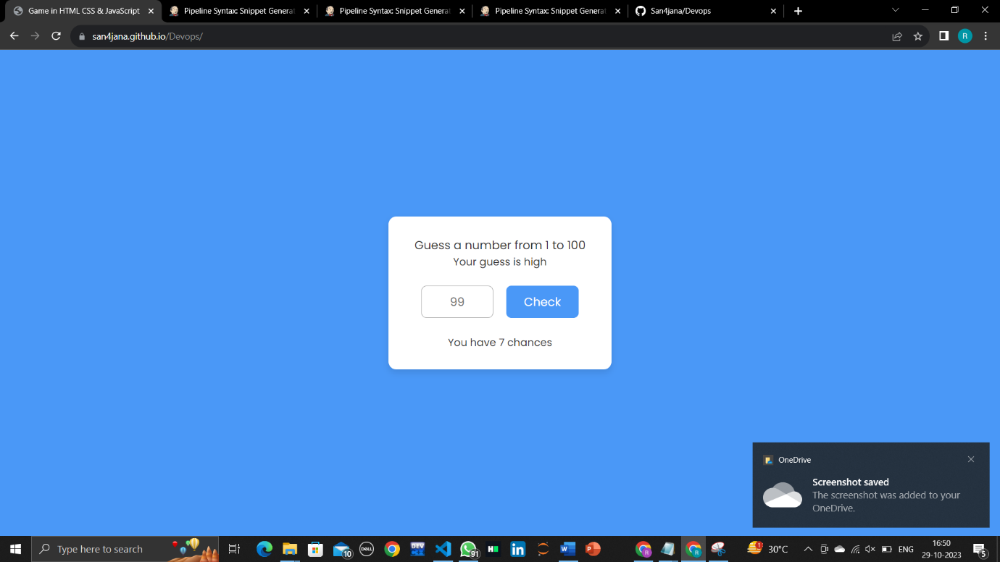 Game in HTML CSS & JavaScript
Pipeline Syntax: Snippet Generat
Pipeline Syntax: Snippet Generat
Pipeline Syntax: Snippet Generat
San4jana/Devops
san4jana.github.io/Devops/
R
Guess a number from 1 to 100
Your guess is high
99
Check
You have 7 chances
OneDrive
Screenshot saved
The screenshot was added to your
OneDrive.
Type here to search
10
DELL
DEV
91
30°C
1
ENG
16:50
29-10-2023
5